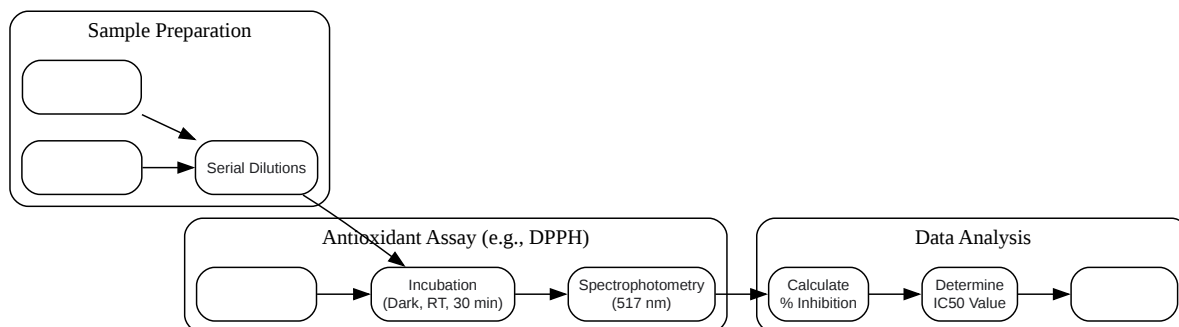 Sample Preparation
Serial Dilutions
Antioxidant Assay (e.g., DPPH)
Incubation
(Dark, RT, 30 min)
Spectrophotometry
(517 nm)
Data Analysis
Calculate
% Inhibition
Determine
IC50 Value